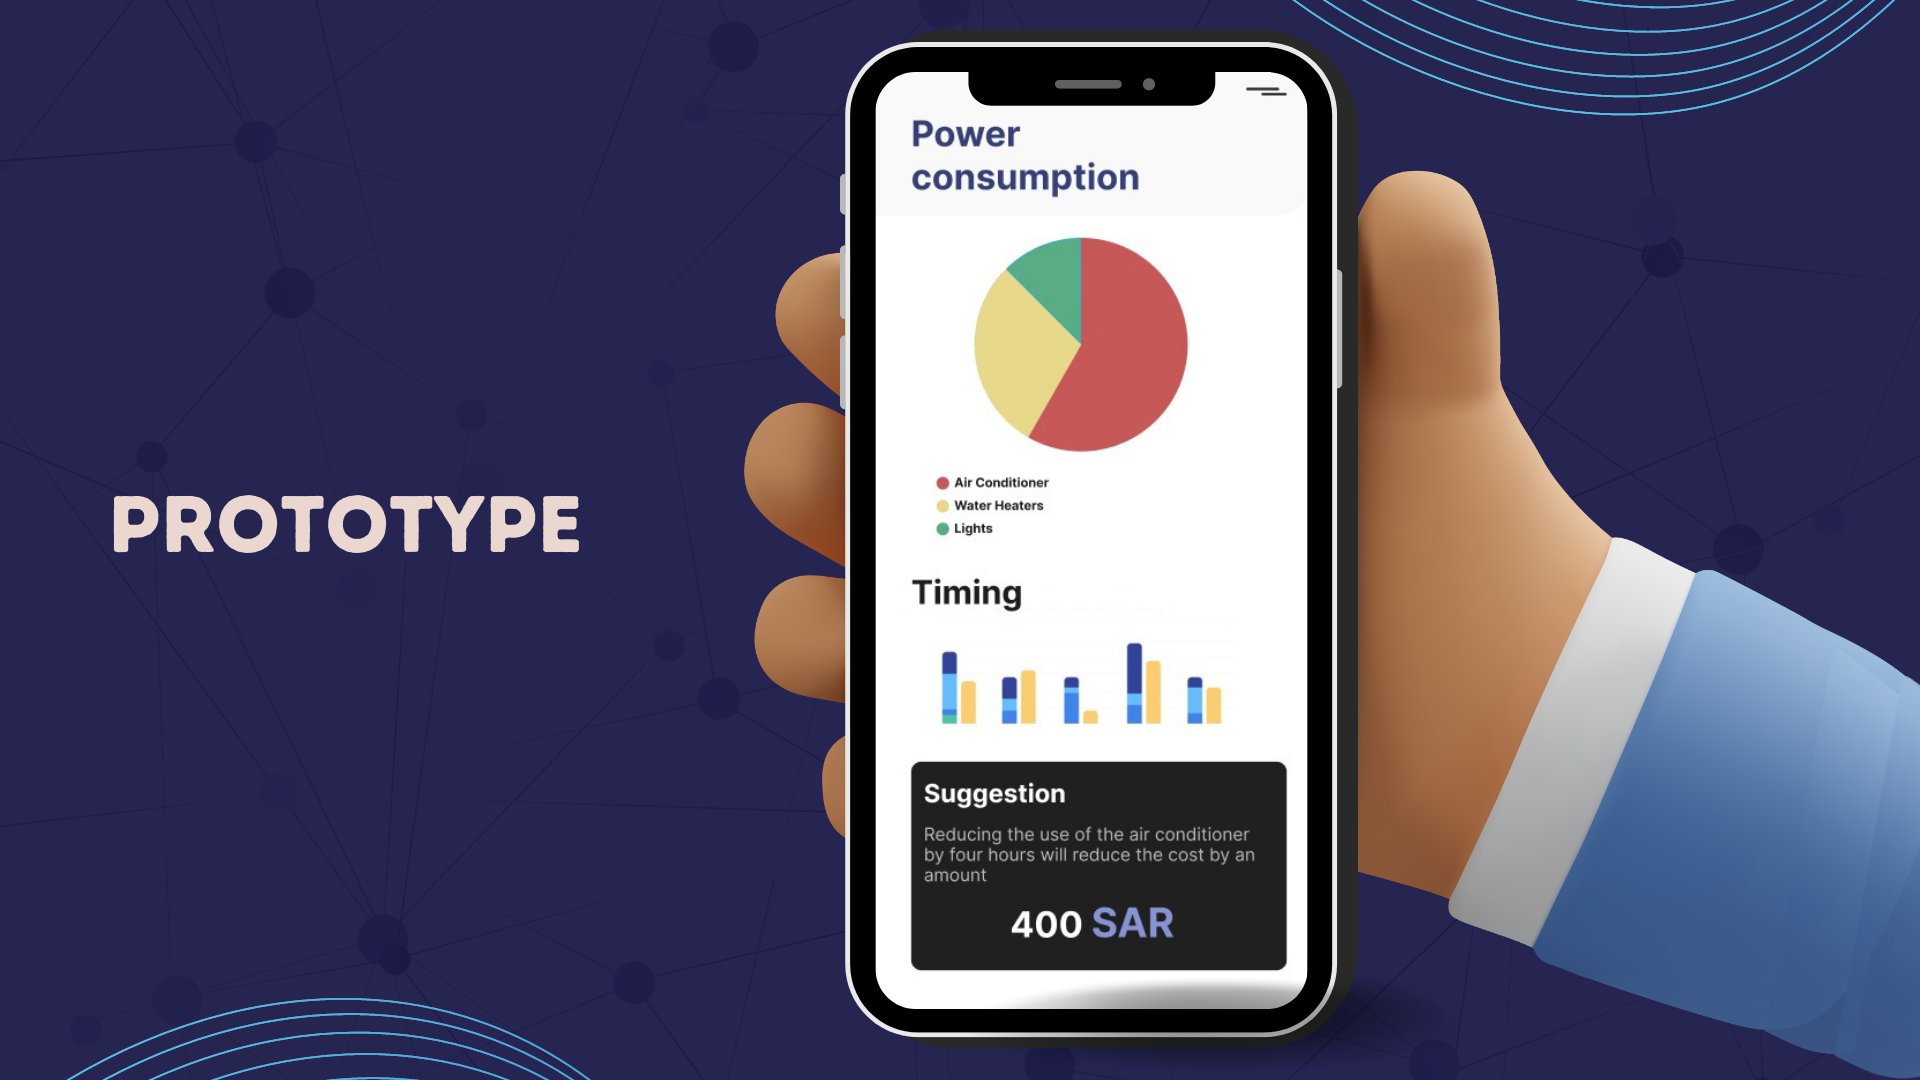 PROTOTYPE
Power
consumption
Air Conditioner
Water Heaters
Lights
Timing
Suggestion
Reducing the use of the air conditioner
by four hours will reduce the cost by an
amount
400 SAR